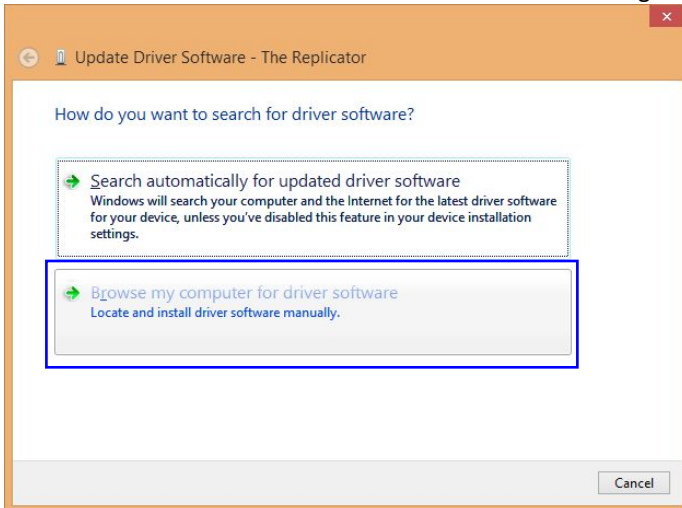 Update Driver Software - The Replicator
How do you want to search for driver software?
Search automatically for updated driver software
Windows will search your computer and the Internet for the latest driver software
for your device, unless you've disabled this feature in your device installation
settings.
Browse my computer for driver software
Locate and install driver software manually.
Cancel